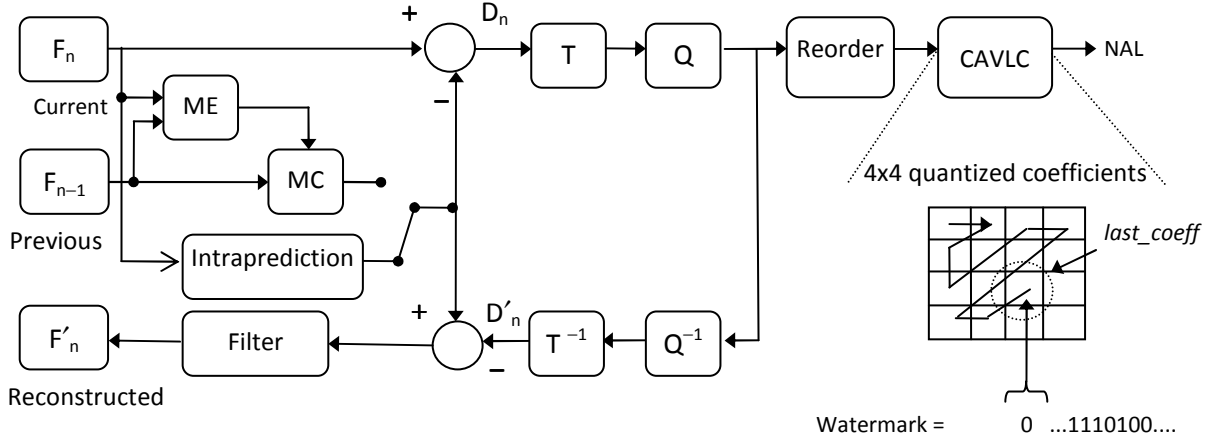 +
Dₙ
Fₙ
T
Q
Reorder
CAVLC
NAL
Current
ME
−
4x4 quantized coefficients
Fₙ₋₁
MC
Previous
last_coeff
Intraprediction
+
D′ₙ
F′ₙ
Filter
T⁻¹
Q⁻¹
−
Reconstructed
Watermark = 0 ...1110100....